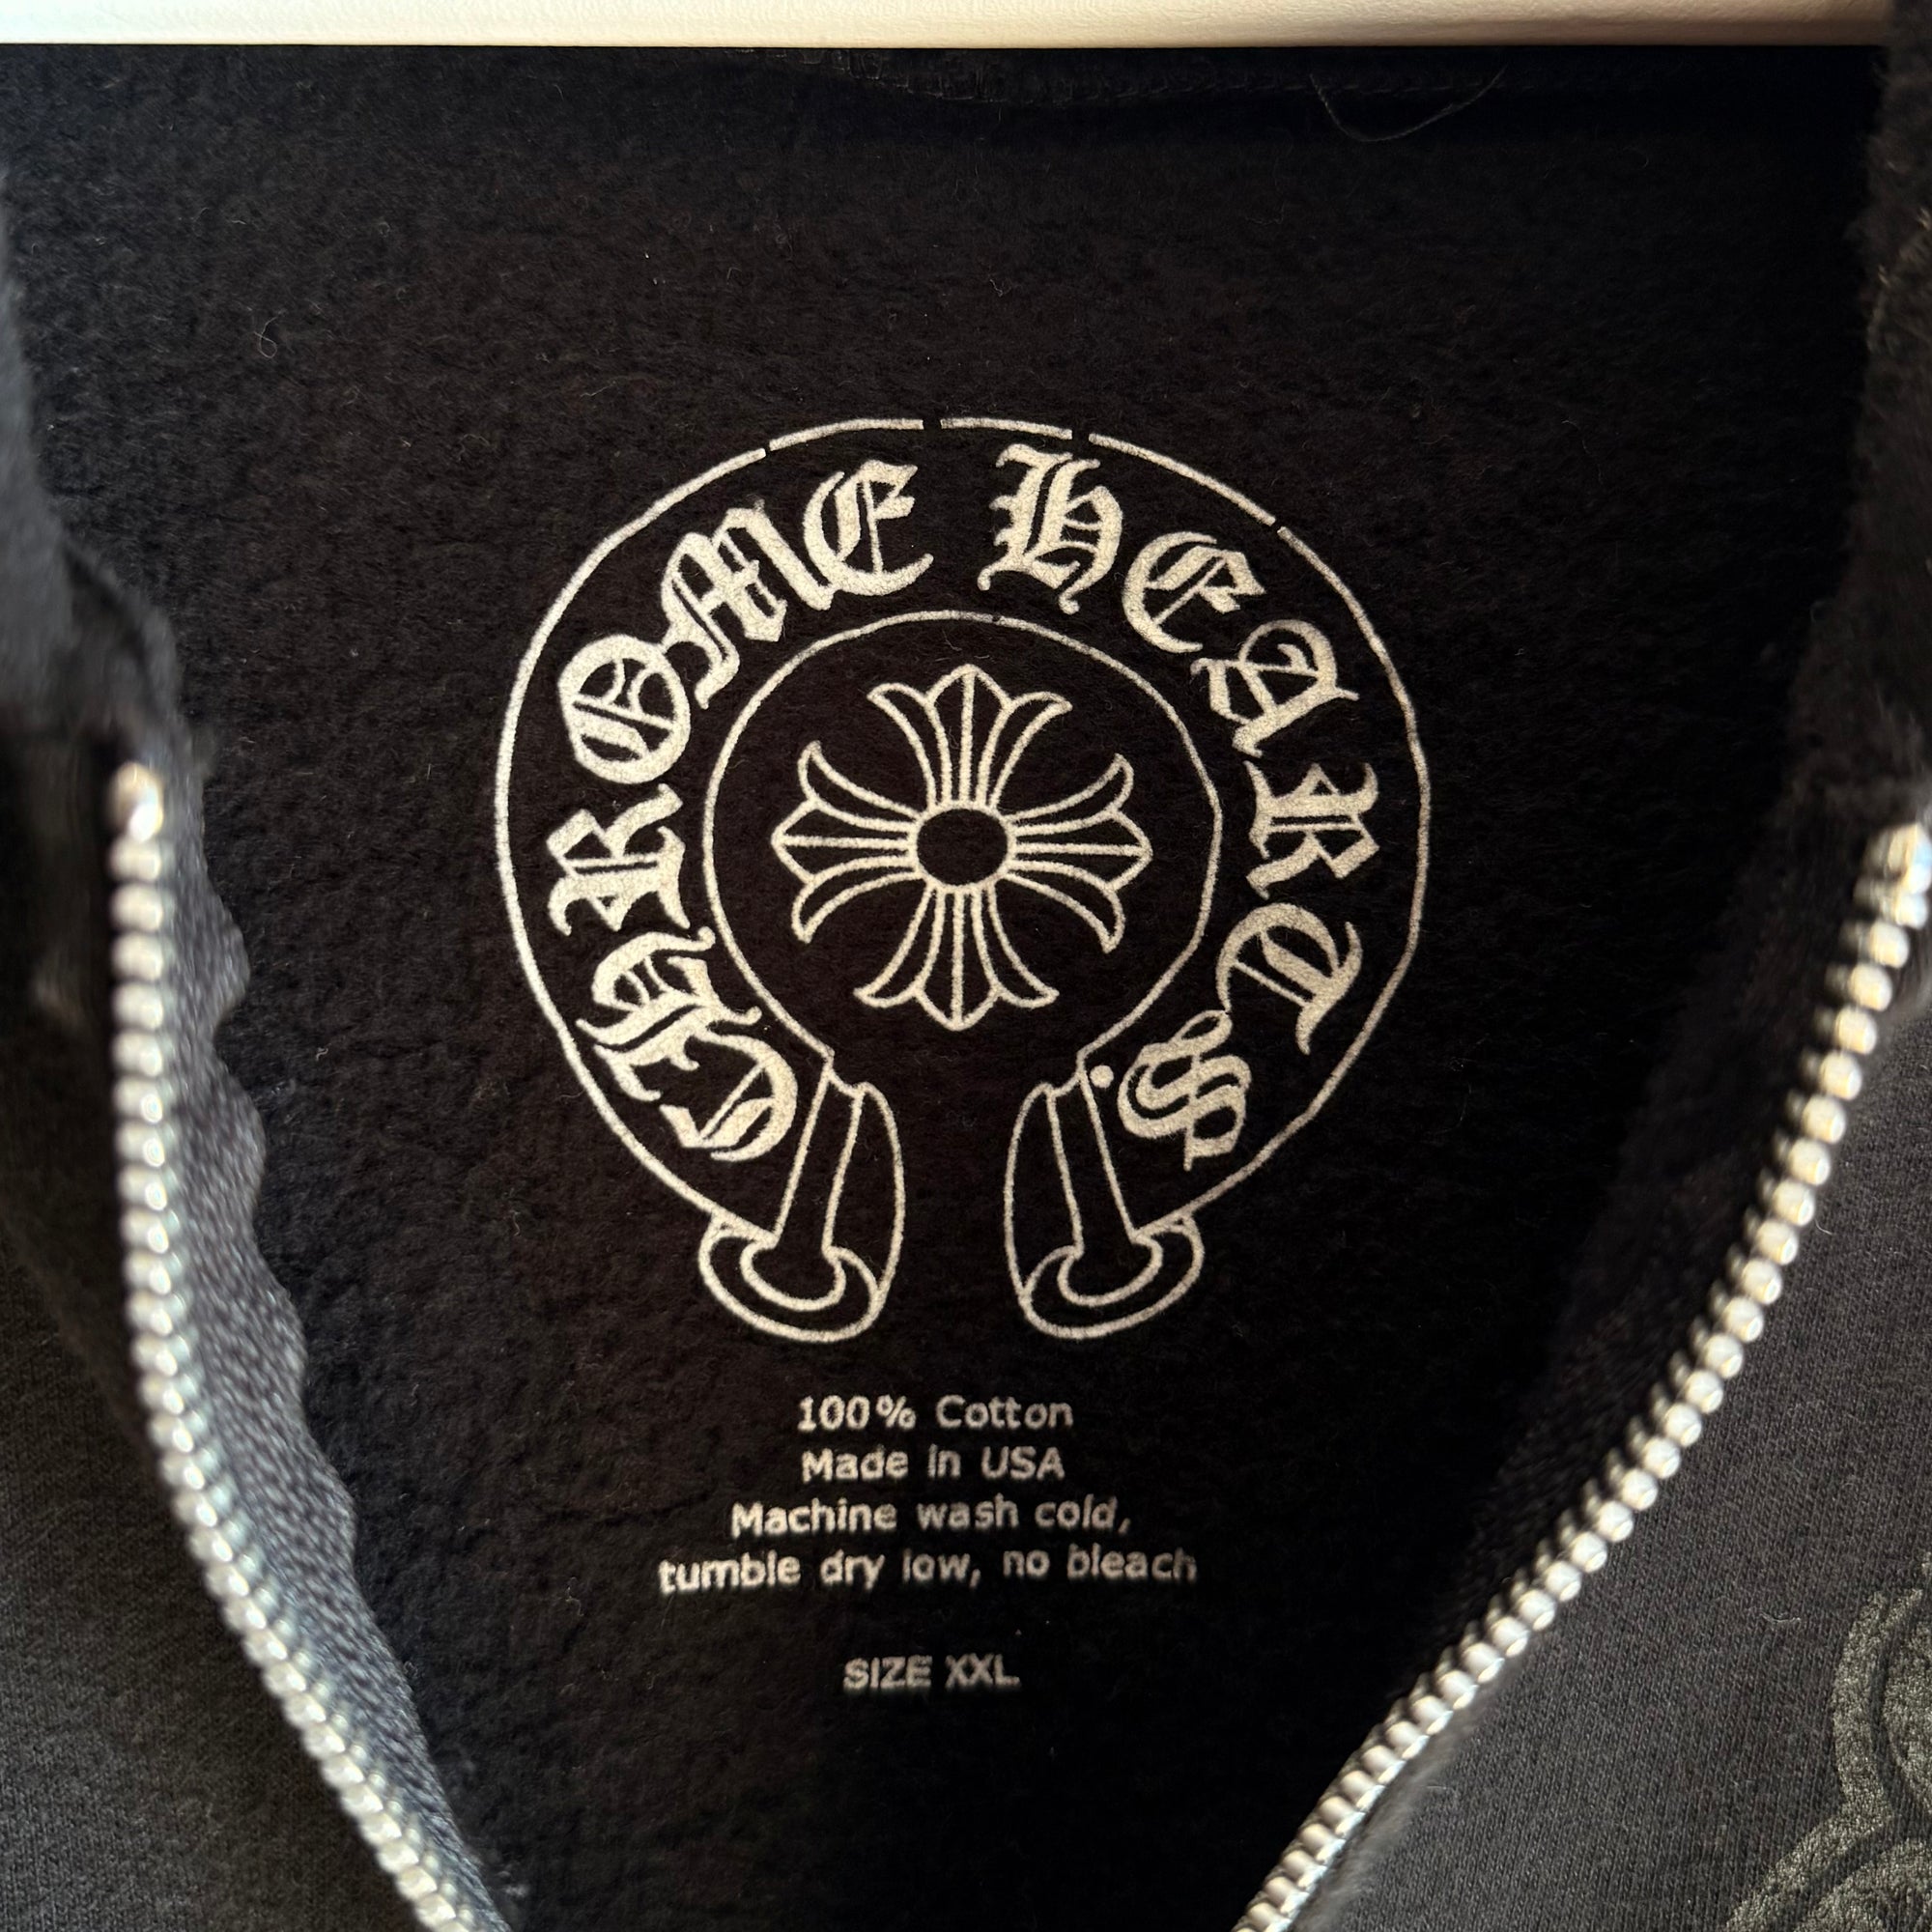 CHROME HEARTS
100% Cotton
Made in USA
Machine wash cold,
tumble dry low, no bleach
SIZE XXL